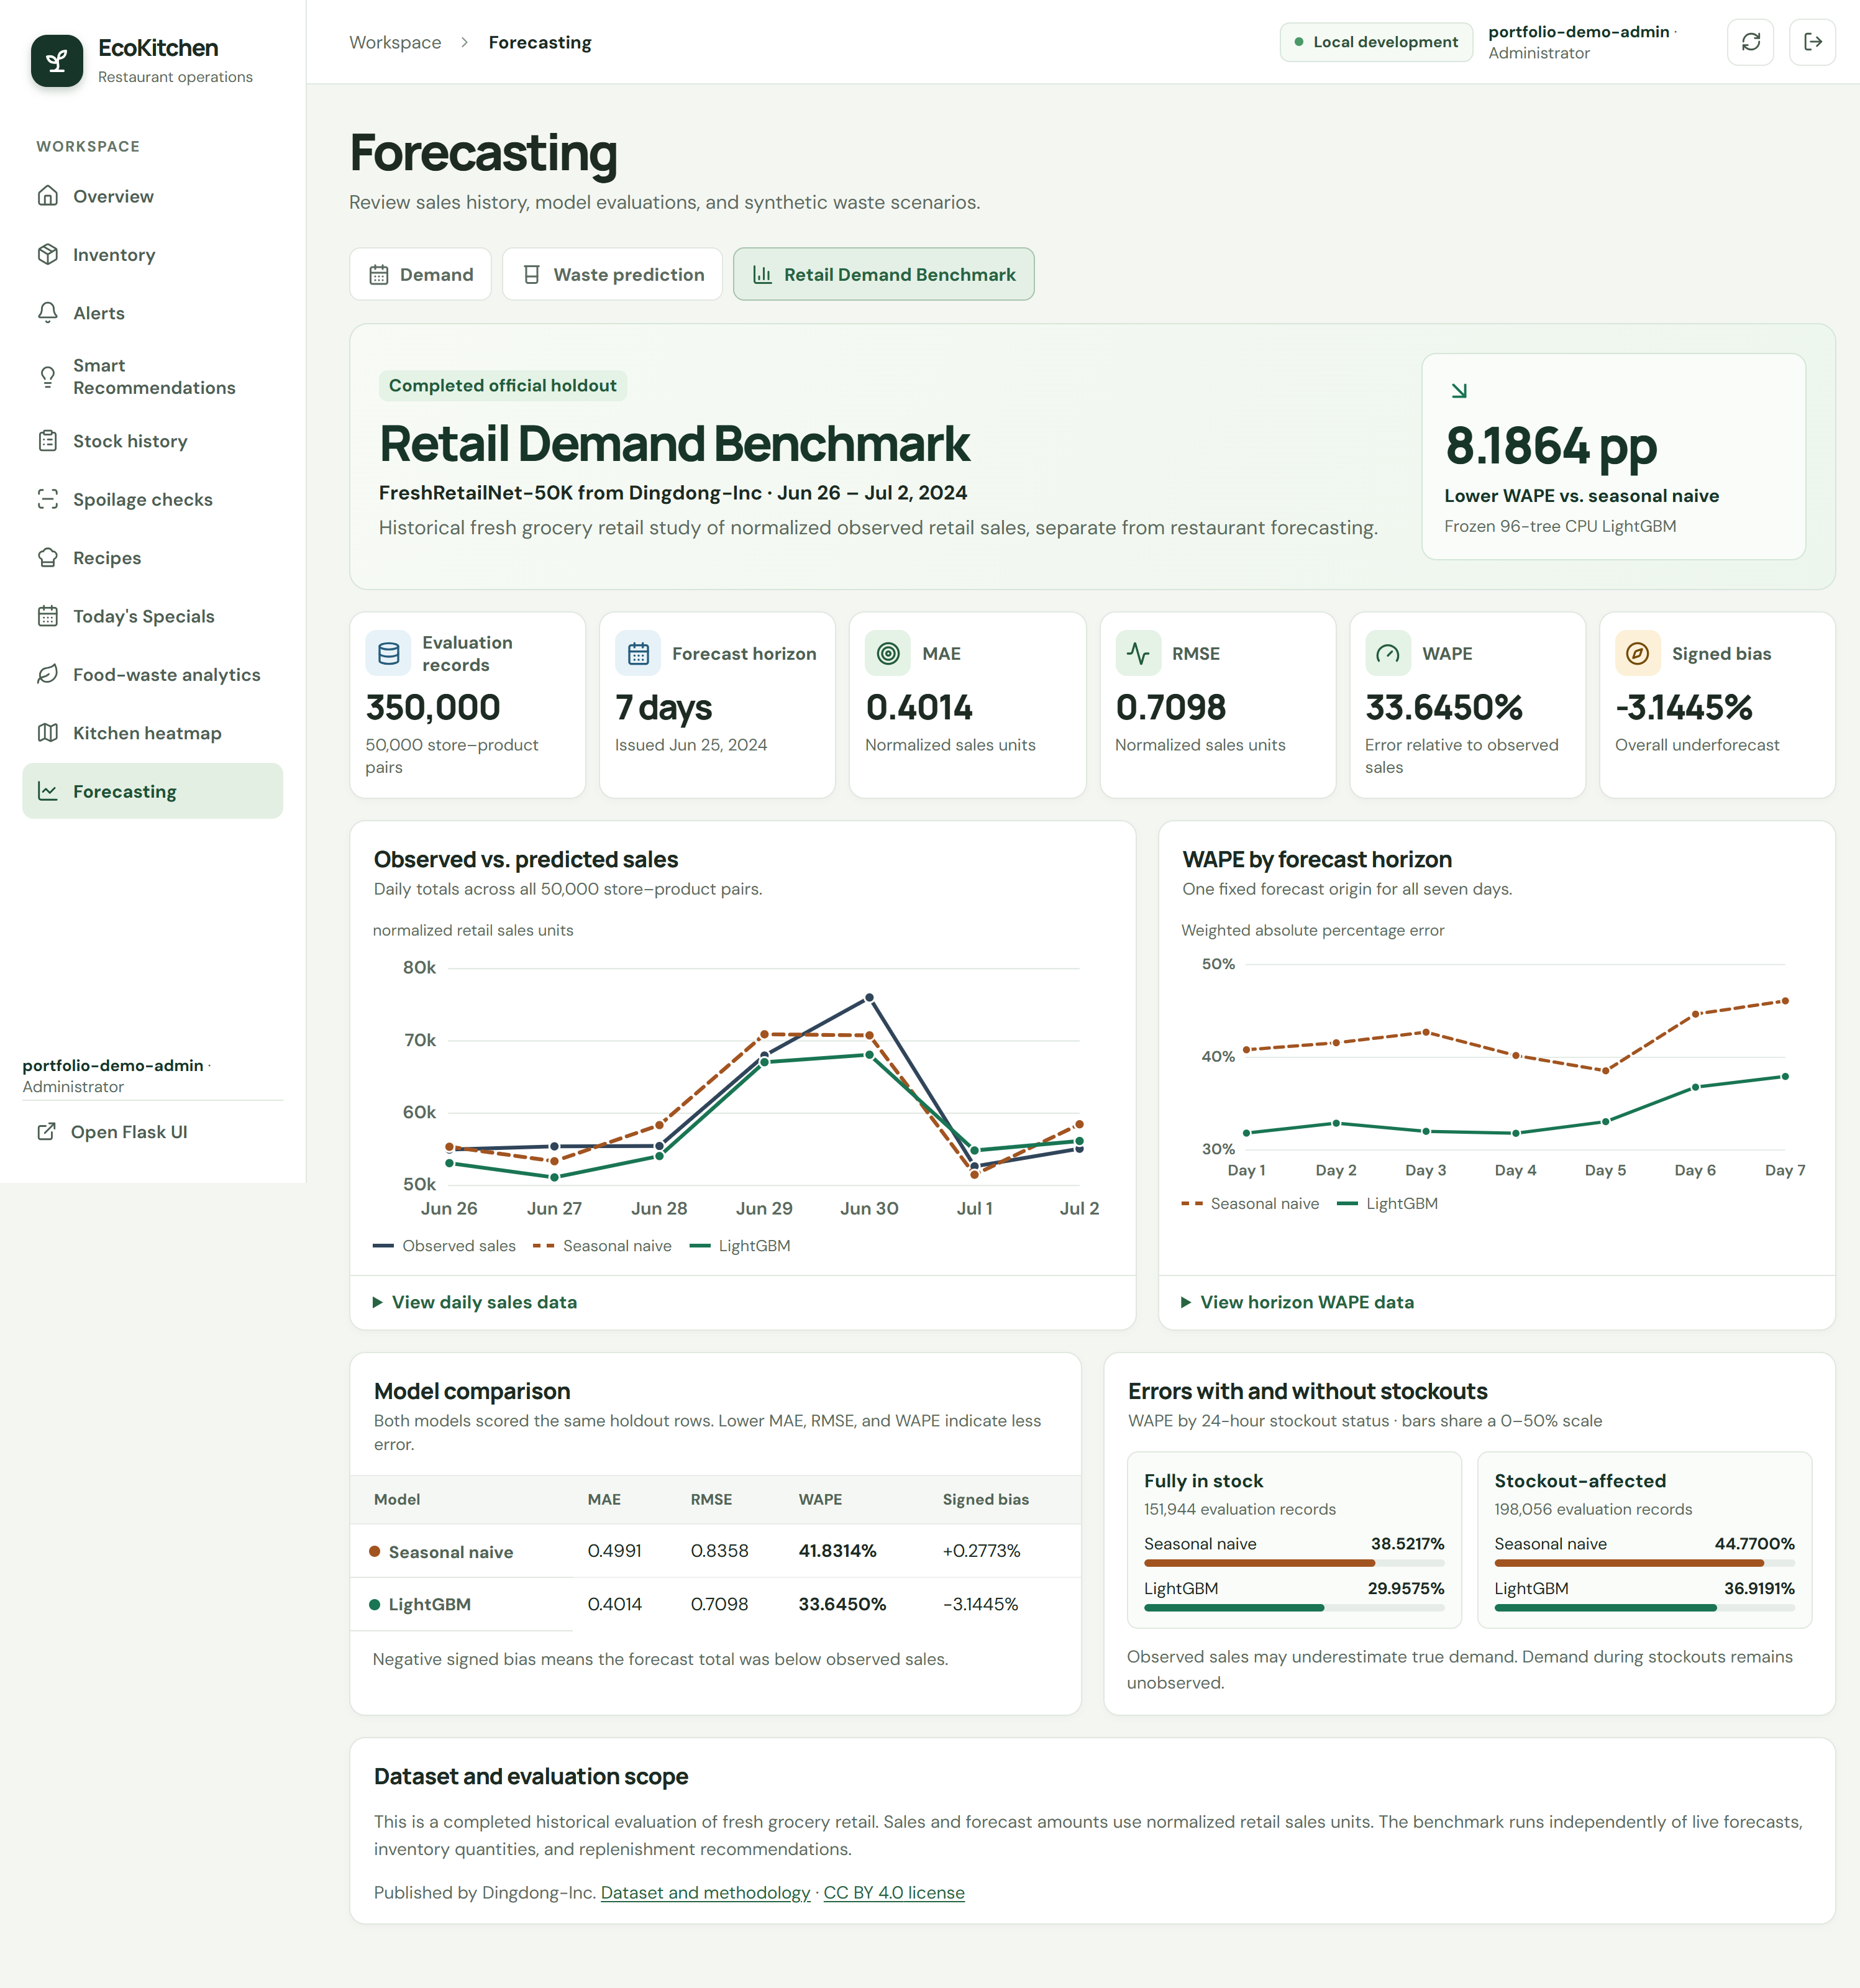 EcoKitchen
Restaurant operations
WORKSPACE
Overview
Inventory
Alerts
Smart
Recommendations
Stock history
Spoilage checks
Recipes
Today's Specials
Food-waste analytics
Kitchen heatmap
Forecasting
portfolio-demo-admin ·
Administrator
Open Flask UI
Workspace > Forecasting
Local development
portfolio-demo-admin ·
Administrator
Forecasting
Review sales history, model evaluations, and synthetic waste scenarios.
Demand
Waste prediction
Retail Demand Benchmark
Completed official holdout
Retail Demand Benchmark
FreshRetailNet-50K from Dingdong-Inc · Jun 26 – Jul 2, 2024
Historical fresh grocery retail study of normalized observed retail sales, separate from restaurant forecasting.
8.1864 pp
Lower WAPE vs. seasonal naive
Frozen 96-tree CPU LightGBM
Evaluation
records
350,000
50,000 store–product
pairs
Forecast horizon
7 days
Issued Jun 25, 2024
MAE
0.4014
Normalized sales units
RMSE
0.7098
Normalized sales units
WAPE
33.6450%
Error relative to observed
sales
Signed bias
-3.1445%
Overall underforecast
Observed vs. predicted sales
Daily totals across all 50,000 store–product pairs.
normalized retail sales units
80k
70k
60k
50k
Jun 26 Jun 27 Jun 28 Jun 29 Jun 30 Jul 1 Jul 2
Observed sales Seasonal naive LightGBM
View daily sales data
WAPE by forecast horizon
One fixed forecast origin for all seven days.
Weighted absolute percentage error
50%
40%
30%
Day 1 Day 2 Day 3 Day 4 Day 5 Day 6 Day 7
Seasonal naive LightGBM
View horizon WAPE data
Model comparison
Both models scored the same holdout rows. Lower MAE, RMSE, and WAPE indicate less
error.
Model MAE RMSE WAPE Signed bias
Seasonal naive 0.4991 0.8358 41.8314% +0.2773%
LightGBM 0.4014 0.7098 33.6450% -3.1445%
Negative signed bias means the forecast total was below observed sales.
Errors with and without stockouts
WAPE by 24-hour stockout status · bars share a 0–50% scale
Fully in stock
151,944 evaluation records
Seasonal naive 38.5217%
LightGBM 29.9575%
Stockout-affected
198,056 evaluation records
Seasonal naive 44.7700%
LightGBM 36.9191%
Observed sales may underestimate true demand. Demand during stockouts remains
unobserved.
Dataset and evaluation scope
This is a completed historical evaluation of fresh grocery retail. Sales and forecast amounts use normalized retail sales units. The benchmark runs independently of live forecasts,
inventory quantities, and replenishment recommendations.
Published by Dingdong-Inc. Dataset and methodology · CC BY 4.0 license